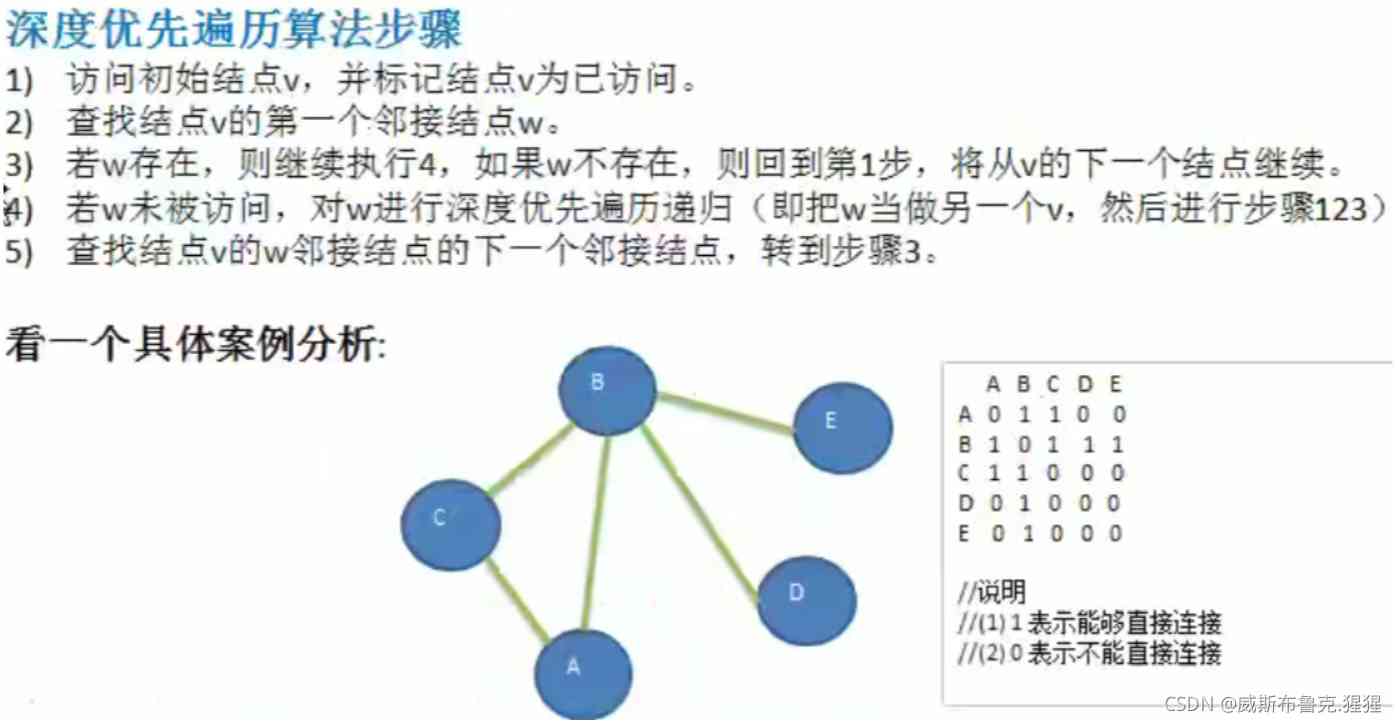 深度优先遍历算法步骤
1) 访问初始结点v，并标记结点v为已访问。
2) 查找结点v的第一个邻接结点w。
3) 若w存在，则继续执行4，如果w不存在，则回到第1步，将从v的下一个结点继续。
4) 若w未被访问，对w进行深度优先遍历递归（即把w当做另一个v，然后进行步骤123）
5) 查找结点v的w邻接结点的下一个邻接结点，转到步骤3。
看一个具体案例分析:
B
E
C
D
A
A B C D E
A 0 1 1 0 0
B 1 0 1 1 1
C 1 1 0 0 0
D 0 1 0 0 0
E 0 1 0 0 0
//说明
//(1) 1 表示能够直接连接
//(2) 0 表示不能直接连接
CSDN @威斯布鲁克.猩猩